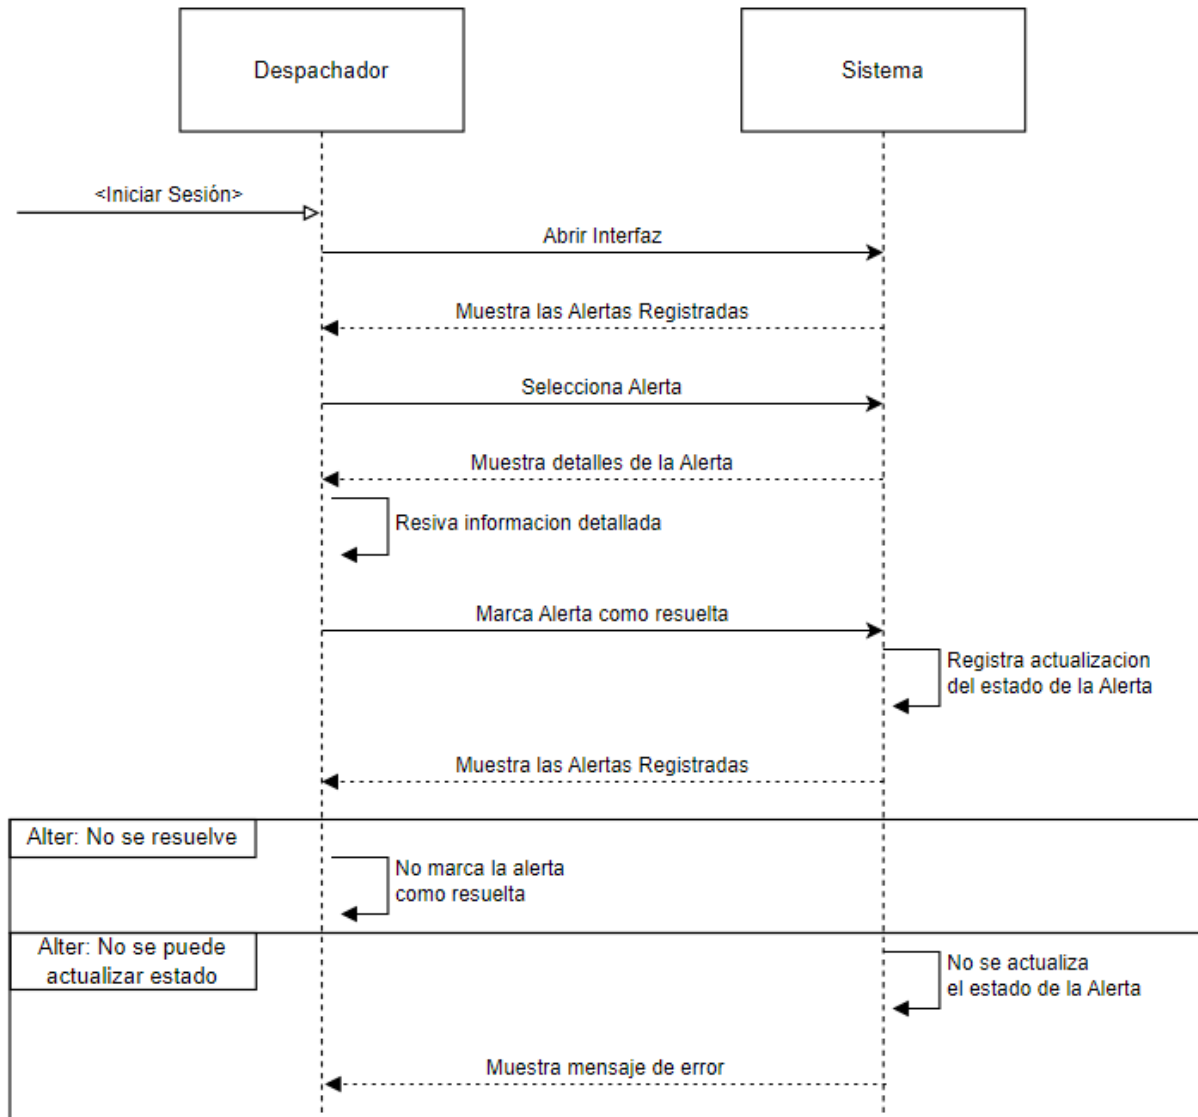 Despachador
Sistema
<Iniciar Sesión>
Abrir Interfaz
Muestra las Alertas Registradas
Selecciona Alerta
Muestra detalles de la Alerta
Resiva informacion detallada
Marca Alerta como resuelta
Registra actualizacion
del estado de la Alerta
Muestra las Alertas Registradas
Alter: No se resuelve
No marca la alerta
como resuelta
Alter: No se puede
actualizar estado
No se actualiza
el estado de la Alerta
Muestra mensaje de error